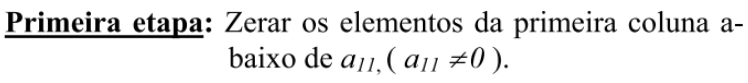 Primeira etapa: Zerar os elementos da primeira coluna a-
baixo de a11, ( a11 ≠0 ).